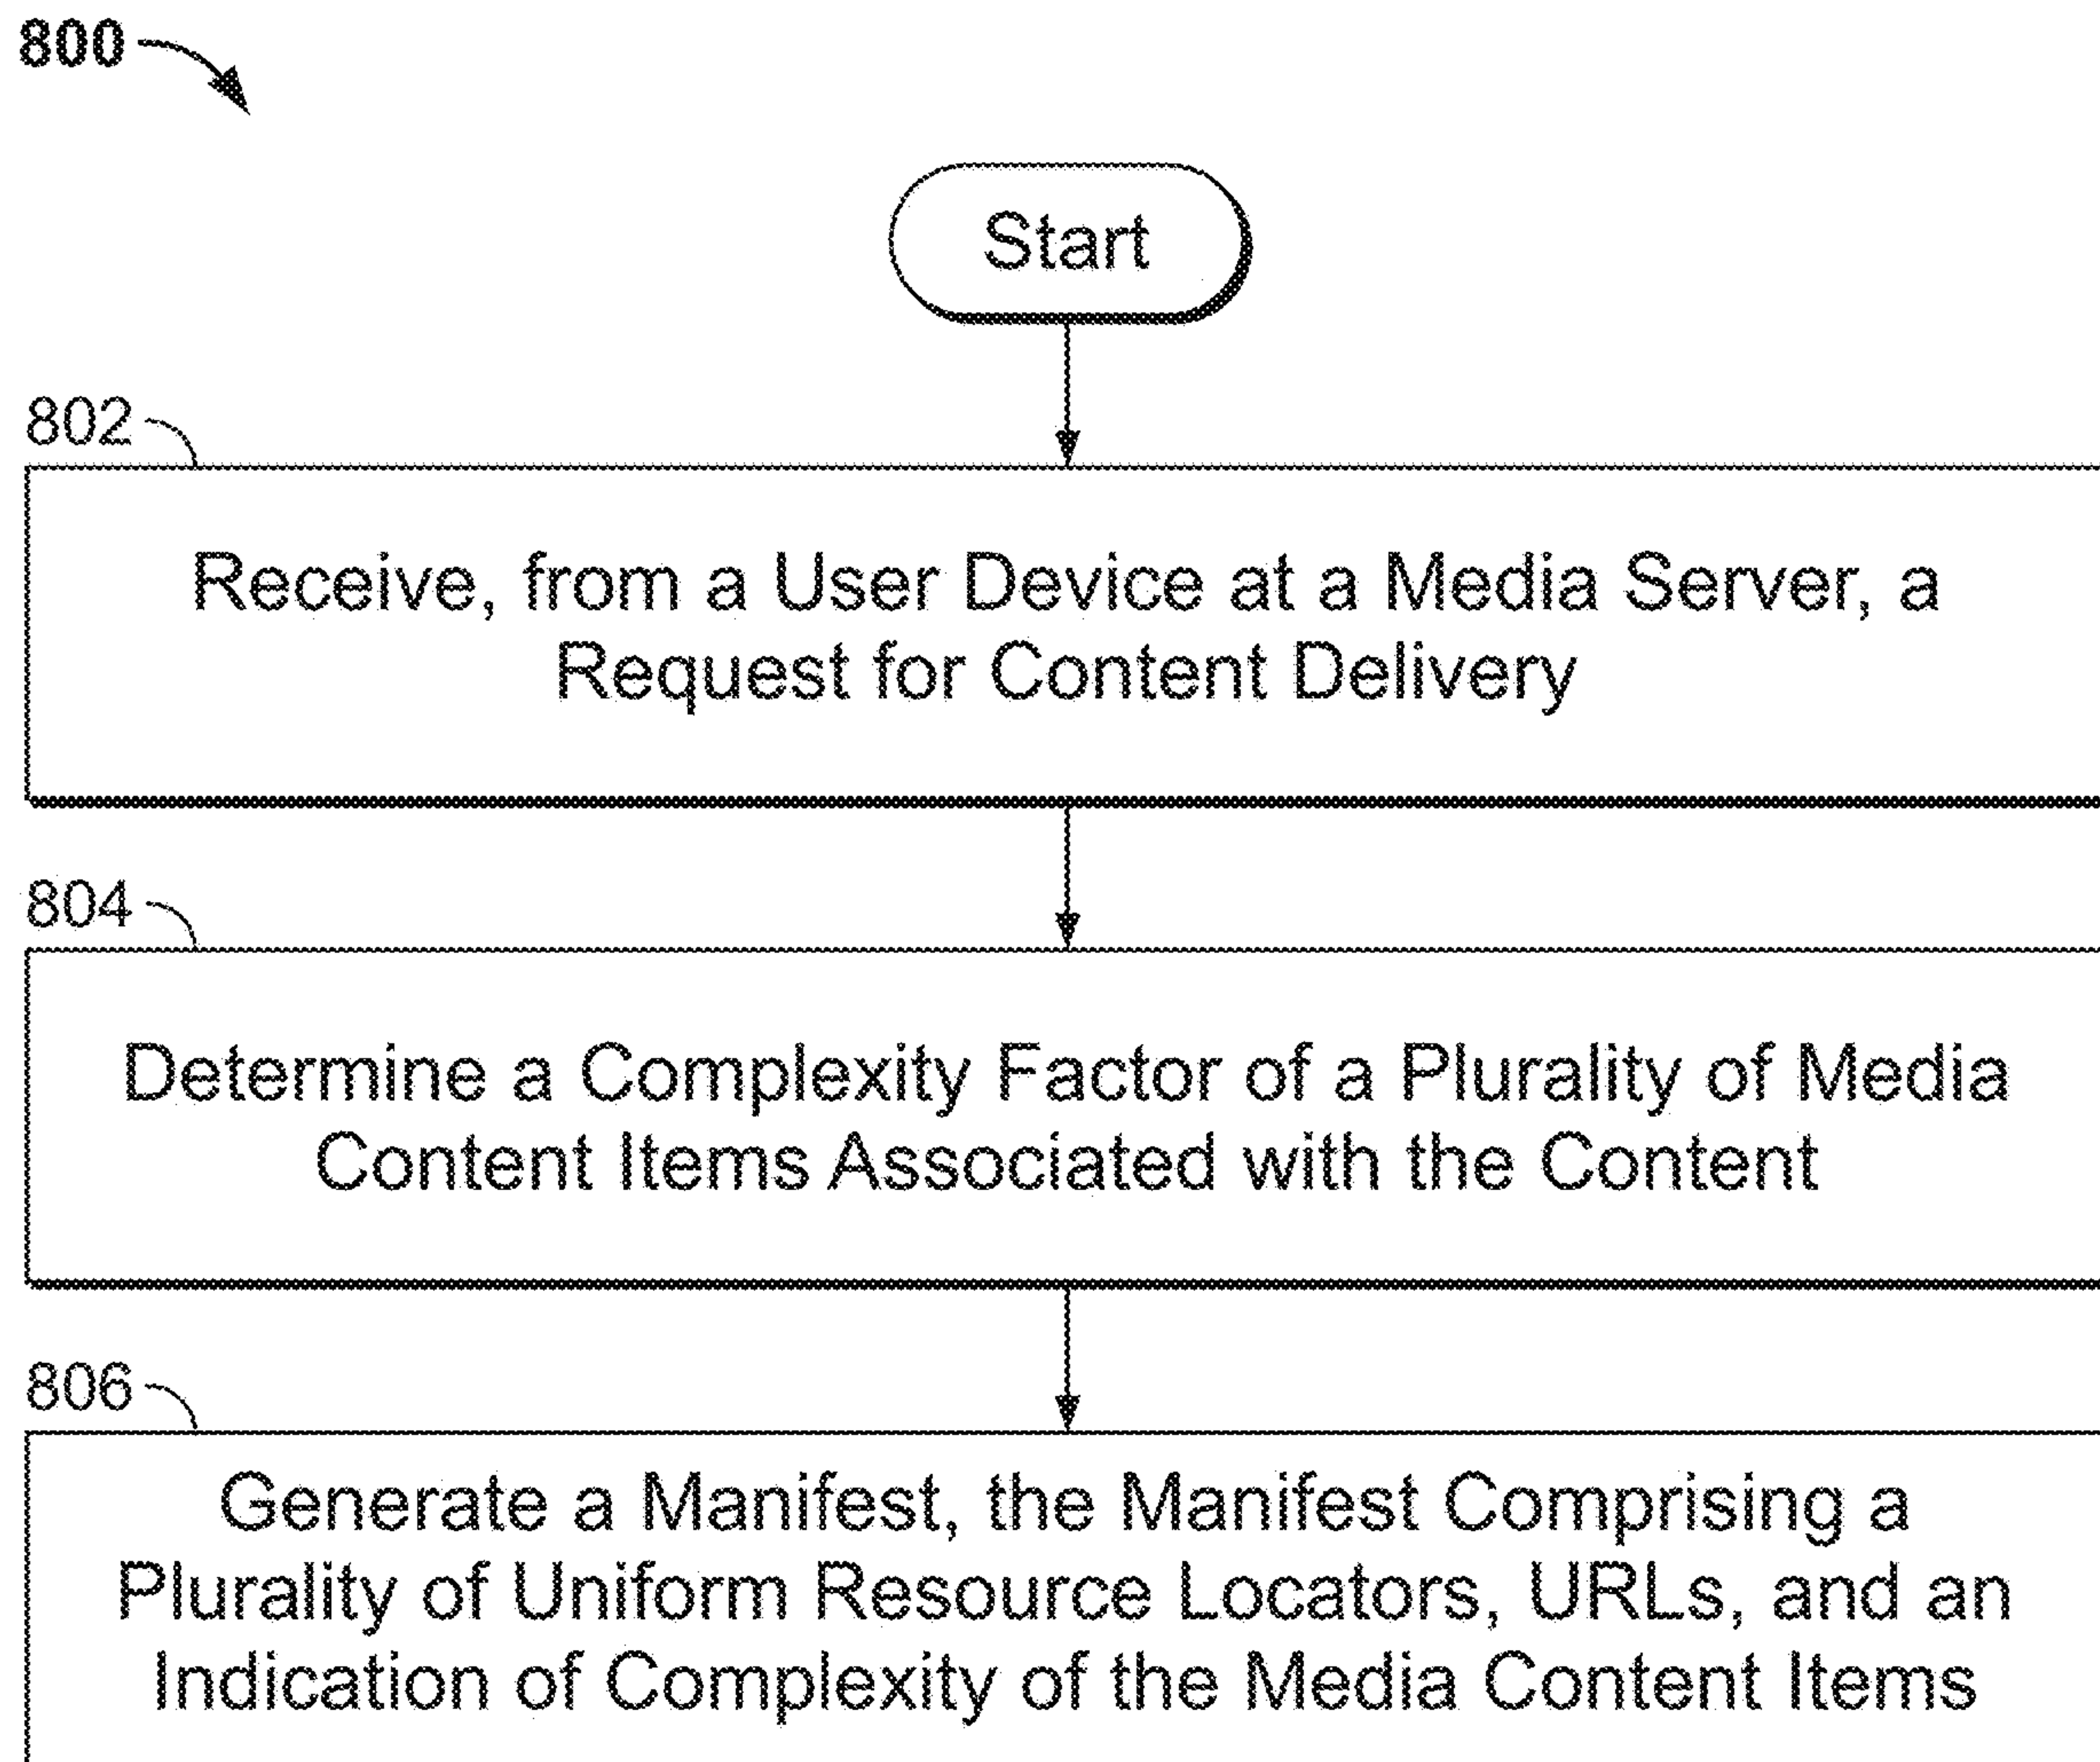 800
Start
802
Receive, from a User Device at a Media Server, a
Request for Content Delivery
804
Determine a Complexity Factor of a Plurality of Media
Content Items Associated with the Content
806
Generate a Manifest, the Manifest Comprising a
Plurality of Uniform Resource Locators, URLs, and an
Indication of Complexity of the Media Content Items